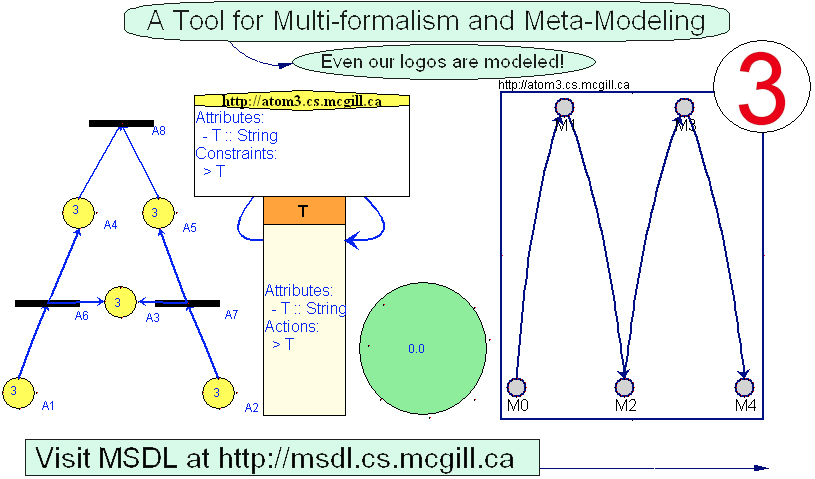 A Tool for Multi-formalism and Meta-Modeling
Even our logos are modeled!
http://atom3.cs.mcgill.ca
Attributes:
- T :: String
Constraints:
> T
T
Attributes:
- T :: String
Actions:
> T
A8
3
A4
3
A5
A6
3
A3
A7
3
A1
3
A2
0.0
http://atom3.cs.mcgill.ca
3
M1
M3
M0
M2
M4
Visit MSDL at http://msdl.cs.mcgill.ca